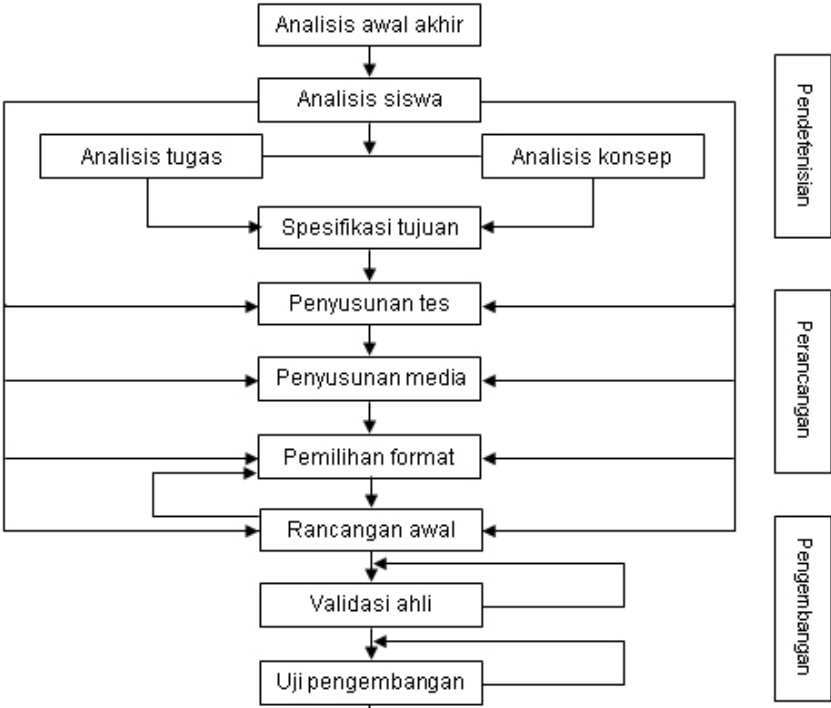 Analisis awal akhir
Analisis siswa
Analisis tugas
Analisis konsep
Spesifikasi tujuan
Penyusunan tes
Penyusunan media
Pemilihan format
Rancangan awal
Validasi ahli
Uji pengembangan
Pendefenisian
Perancangan
Pengembangan